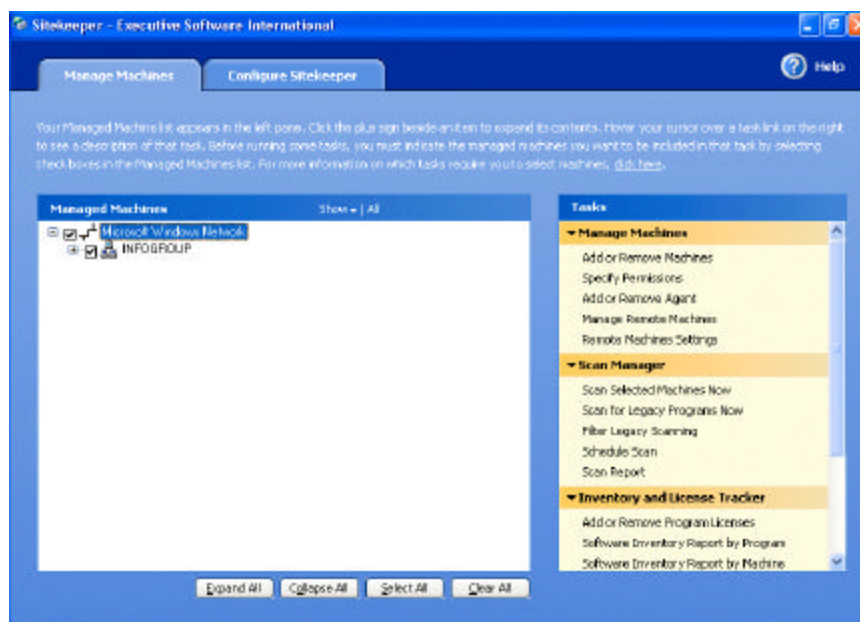 Sitekeeper - Executive Software International
Help
Manage Machines
Configure Sitekeeper
Your Managed Machine list appears in the left pane. Click the plus sign beside an item to expand its contents. Hover your cursor over a task link on the right
to see a description of that task. Before running some tasks, you must indicate the managed machines you want to be included in that task by selecting
check boxes in the Managed Machines list. For more information on which tasks require you to select machines, click here.
Managed Machines
Show | All
Microsoft Windows Network
INFOGROUP
Expand All
Collapse All
Select All
Clear All
Tasks
Manage Machines
Add or Remove Machines
Specify Permissions
Add or Remove Agent
Manage Remote Machines
Remote Machines Settings
Scan Manager
Scan Selected Machines Now
Scan for Legacy Programs Now
Filter Legacy Scanning
Schedule Scan
Scan Report
Inventory and License Tracker
Add or Remove Program Licenses
Software Inventory Report by Program
Software Inventory Report by Machine